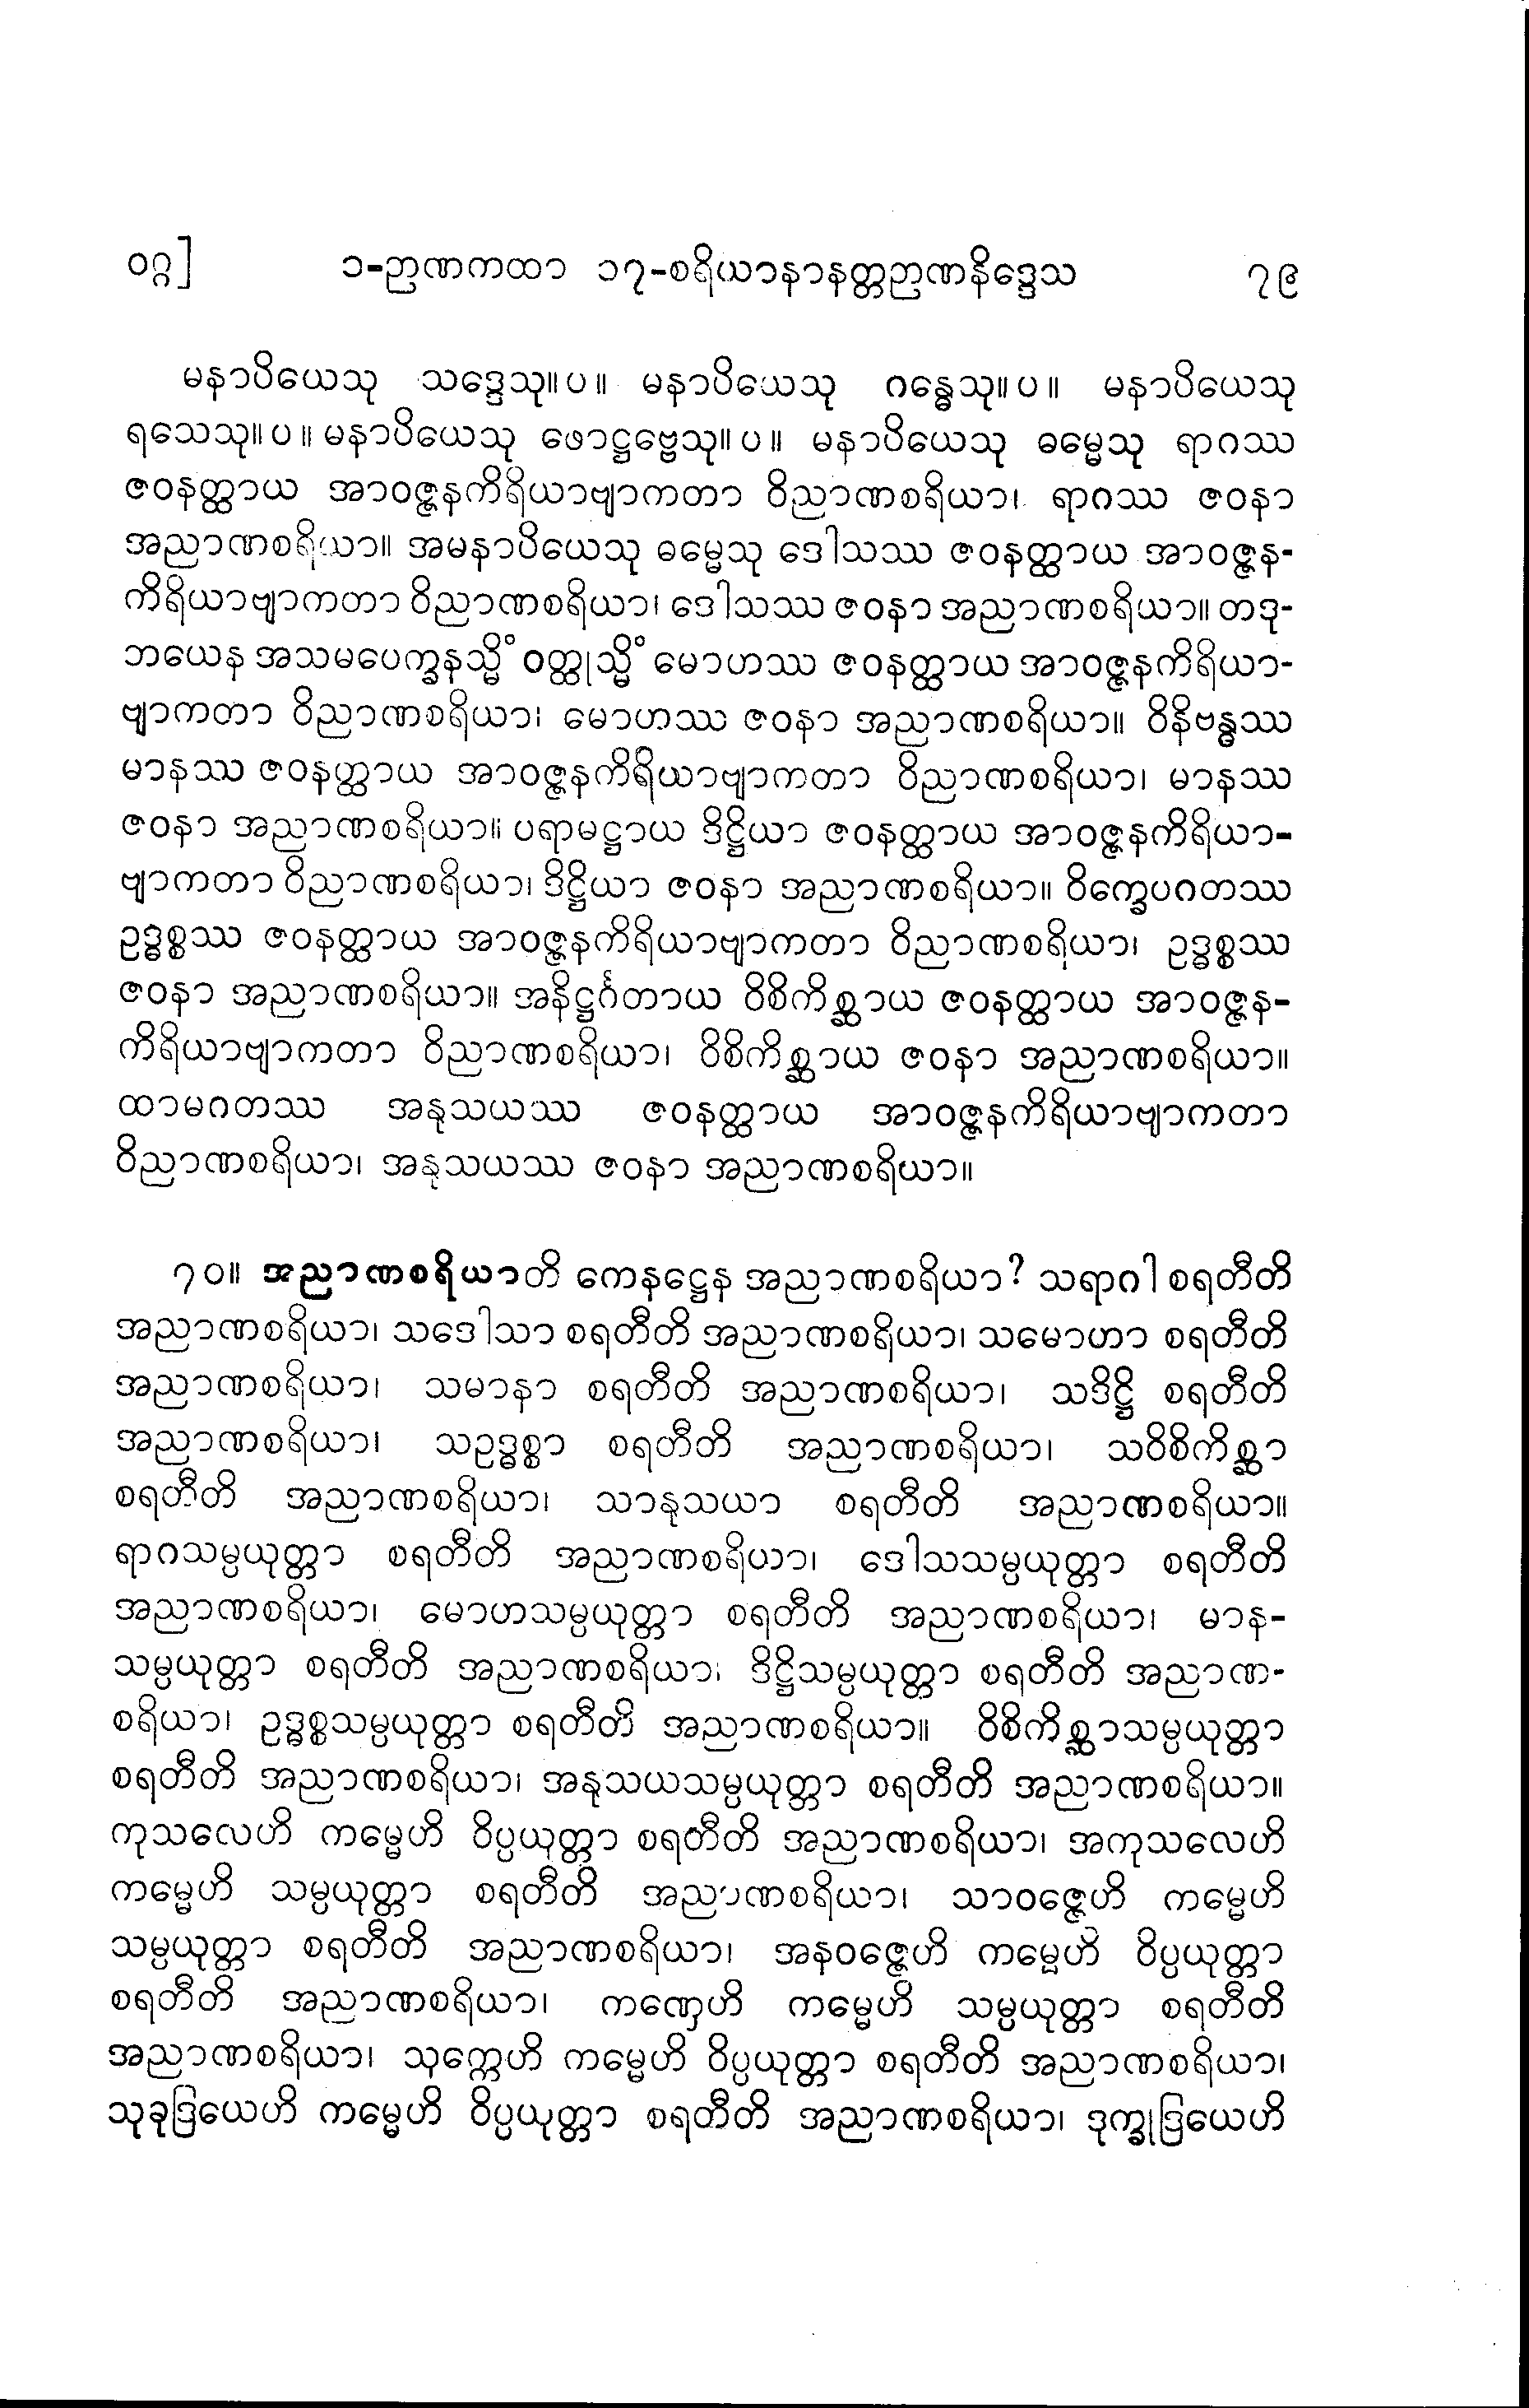 ဝဂ္ဂ]	၁-ဉာဏကထာ ၁၇-စရိယာနာနတ္တဉာဏနိဒ္ဒေသ	၇၉
မနာပိယေသု သဒ္ဒေသု။ပ။ မနာပိယေသု ဂန္ဓေသု။ပ။ မနာပိယေသု
ရသေသု။ပ။ မနာပိယေသု ဖောဋ္ဌဗ္ဗေသု။ပ။ မနာပိယေသု ဓမ္မေသု ရာဂဿ
ဇဝနတ္ထာယ အာဝဇ္ဇနကိရိယာဗျာကတာ ဝိညာဏစရိယာ၊ ရာဂဿ ဇဝနာ
အညာဏစရိယာ။ အမနာပိယေသု ဓမ္မေသု ဒေါသဿ ဇဝနတ္ထာယ အာဝဇ္ဇန-
ကိရိယာဗျာကတာ ဝိညာဏစရိယာ၊ ဒေါသဿ ဇဝနာ အညာဏစရိယာ။ တဒု-
ဘယေန အသမပေက္ခနသ္မိံ ဝတ္ထုသ္မိံ မောဟဿ ဇဝနတ္ထာယ အာဝဇ္ဇနကိရိယာ-
ဗျာကတာ ဝိညာဏစရိယာ၊ မောဟဿ ဇဝနာ အညာဏစရိယာ။ ဝိနိဗန္ဓဿ
မာနဿ ဇဝနတ္ထာယ အာဝဇ္ဇနကိရိယာဗျာကတာ ဝိညာဏစရိယာ၊ မာနဿ
ဇဝနာ အညာဏစရိယာ။ ပရာမဋ္ဌာယ ဒိဋ္ဌိယာ ဇဝနတ္ထာယ အာဝဇ္ဇနကိရိယာ-
ဗျာကတာ ဝိညာဏစရိယာ၊ ဒိဋ္ဌိယာ ဇဝနာ အညာဏစရိယာ။ ဝိက္ခေပဂတဿ
ဥဒ္ဓစ္စဿ ဇဝနတ္ထာယ အာဝဇ္ဇနကိရိယာဗျာကတာ ဝိညာဏစရိယာ၊ ဥဒ္ဓစ္စဿ
ဇဝနာ အညာဏစရိယာ။ အနိဋ္ဌင်္ဂတာယ ဝိစိကိစ္ဆာယ ဇဝနတ္ထာယ အာဝဇ္ဇန-
ကိရိယာဗျာကတာ ဝိညာဏစရိယာ၊ ဝိစိကိစ္ဆာယ ဇဝနာ အညာဏစရိယာ။
ထာမဂတဿ အနုသယဿ ဇဝနတ္ထာယ အာဝဇ္ဇနကိရိယာဗျာကတာ
ဝိညာဏစရိယာ၊ အနုသယဿ ဇဝနာ အညာဏစရိယာ။
၇၀။ အညာဏစရိယာတိ ကေနဋ္ဌေန အညာဏစရိယာ? သရာဂါ စရတီတိ
အညာဏစရိယာ၊ သဒေါသာ စရတီတိ အညာဏစရိယာ၊ သမောဟာ စရတီတိ
အညာဏစရိယာ၊ သမာနာ စရတီတိ အညာဏစရိယာ၊ သဒိဋ္ဌိ စရတီတိ
အညာဏစရိယာ၊ သဥဒ္ဓစ္စာ စရတီတိ အညာဏစရိယာ၊ သဝိစိကိစ္ဆာ
စရတီတိ အညာဏစရိယာ၊ သာနုသယာ စရတီတိ အညာဏစရိယာ။
ရာဂသမ္ပယုတ္တာ စရတီတိ အညာဏစရိယာ၊ ဒေါသသမ္ပယုတ္တာ စရတီတိ
အညာဏစရိယာ၊ မောဟသမ္ပယုတ္တာ စရတီတိ အညာဏစရိယာ၊ မာန-
သမ္ပယုတ္တာ စရတီတိ အညာဏစရိယာ၊ ဒိဋ္ဌိသမ္ပယုတ္တာ စရတီတိ အညာဏ-
စရိယာ၊ ဥဒ္ဓစ္စသမ္ပယုတ္တာ စရတီတိ အညာဏစရိယာ။ ဝိစိကိစ္ဆာသမ္ပယုတ္တာ
စရတီတိ အညာဏစရိယာ၊ အနုသယသမ္ပယုတ္တာ စရတီတိ အညာဏစရိယာ။
ကုသလေဟိ ကမ္မေဟိ ဝိပ္ပယုတ္တာ စရတီတိ အညာဏစရိယာ၊ အကုသလေဟိ
ကမ္မေဟိ သမ္ပယုတ္တာ စရတီတိ အညာဏစရိယာ၊ သာဝဇ္ဇေဟိ ကမ္မေဟိ
သမ္ပယုတ္တာ စရတီတိ အညာဏစရိယာ၊ အနဝဇ္ဇေဟိ ကမ္မေဟိ ဝိပ္ပယုတ္တာ
စရတီတိ အညာဏစရိယာ၊ ကဏှေဟိ ကမ္မေဟိ သမ္ပယုတ္တာ စရတီတိ
အညာဏစရိယာ၊ သုက္ကေဟိ ကမ္မေဟိ ဝိပ္ပယုတ္တာ စရတီတိ အညာဏစရိယာ၊
သုခုဒြယေဟိ ကမ္မေဟိ ဝိပ္ပယုတ္တာ စရတီတိ အညာဏစရိယာ၊ ဒုက္ခုဒြယေဟိ